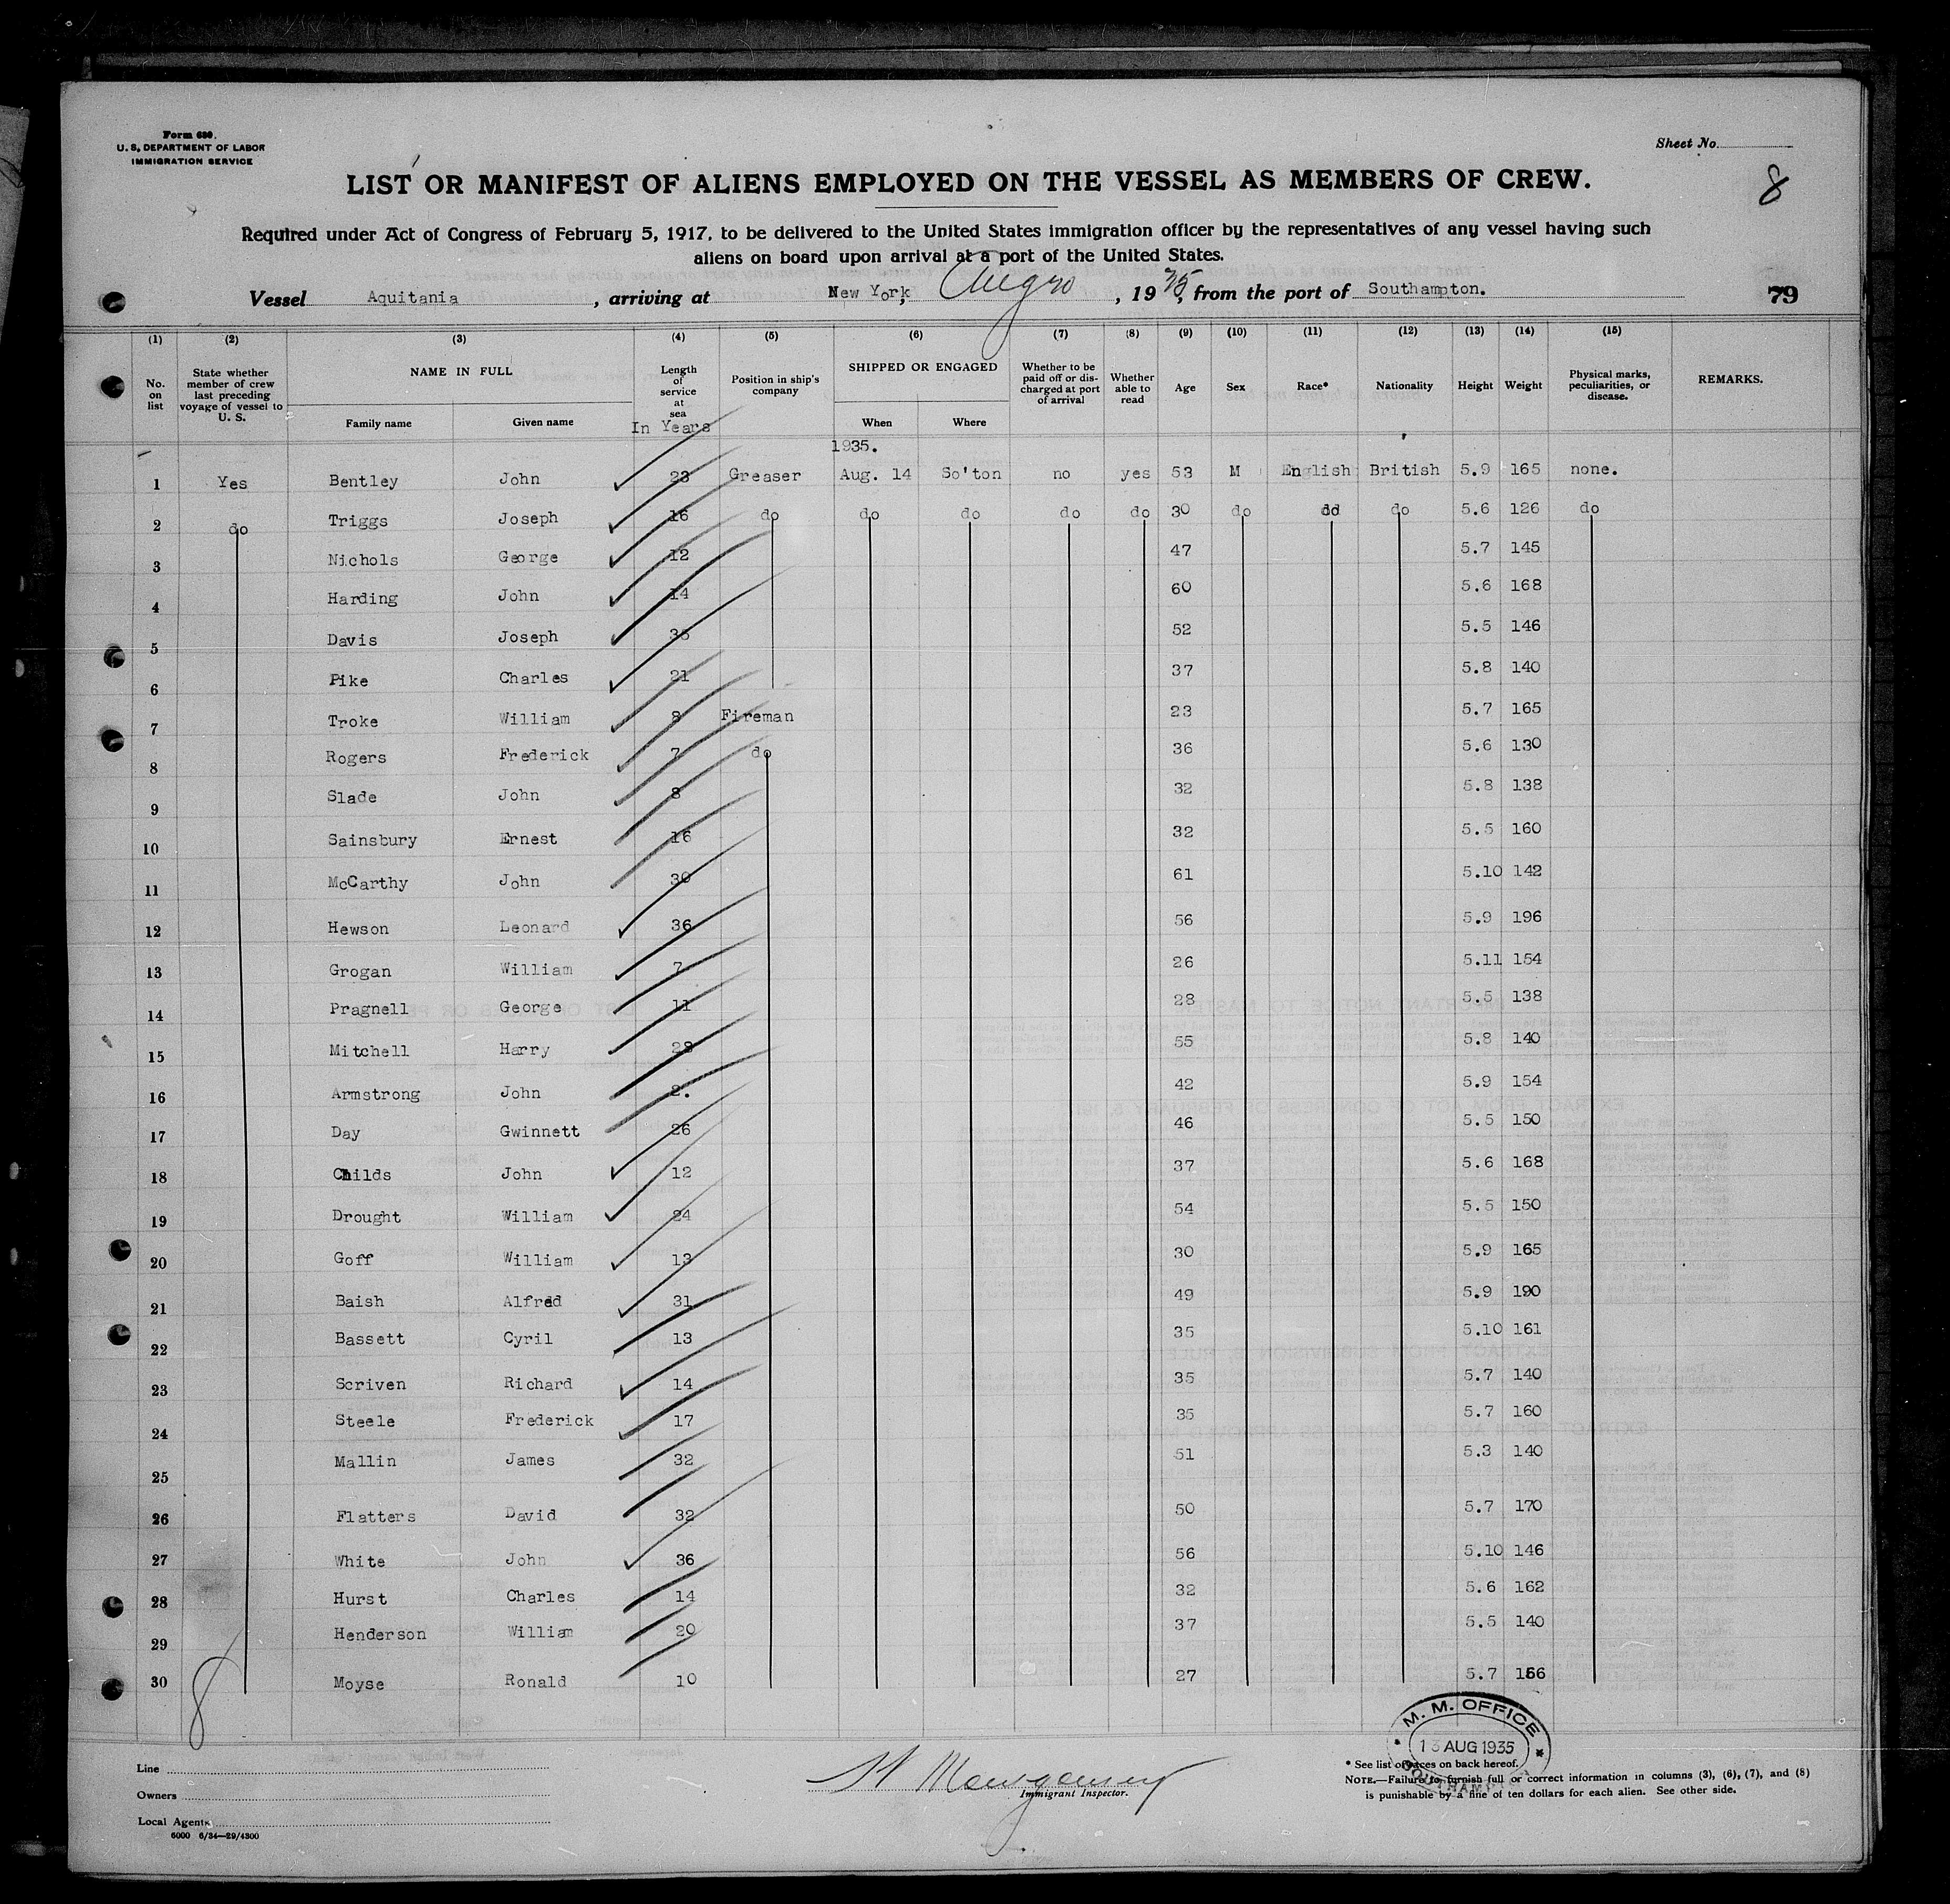 Form 680.
U. S. DEPARTMENT OF LABOR
IMMIGRATION SERVICE
Sheet No.
8
LIST OR MANIFEST OF ALIENS EMPLOYED ON THE VESSEL AS MEMBERS OF CREW.
Required under Act of Congress of February 5, 1917, to be delivered to the United States immigration officer by the representatives of any vessel having such
aliens on board upon arrival at a port of the United States.
Vessel Aquitania, arriving at New York, 1935, from the port of Southampton. 79
(1) (2) (3) (4) (5) (6) (7) (8) (9) (10) (11) (12) (13) (14) (15)
No. on list State whether member of crew last preceding voyage of vessel to U. S. NAME IN FULL Family name Given name Length of service at sea In Years Position in ship's company SHIPPED OR ENGAGED When Where Whether to be paid off or discharged at port of arrival Whether able to read Age Sex Race* Nationality Height Weight Physical marks, peculiarities, or disease. REMARKS.
1935.
1 Yes Bentley John 23 Greaser Aug. 14 So'ton no yes 53 M English British 5.9 165 none.
2 do Triggs Joseph 16 do do do do do 30 do dd do 5.6 126 do
3 Nichols George 12 47 5.7 145
4 Harding John 14 60 5.6 168
5 Davis Joseph 52 5.5 146
6 Pike Charles 21 37 5.8 140
7 Troke William 8 Fireman 23 5.7 165
8 Rogers Frederick 7 do 36 5.6 130
9 Slade John 8 32 5.8 138
10 Sainsbury Ernest 16 32 5.5 160
11 McCarthy John 30 61 5.10 142
12 Hewson Leonard 36 56 5.9 196
13 Grogan William 7 26 5.11 154
14 Pragnell George 11 28 5.5 138
15 Mitchell Harry 28 55 5.8 140
16 Armstrong John 42 5.9 154
17 Day Gwinnett 26 46 5.5 150
18 Childs John 12 37 5.6 168
19 Drought William 24 54 5.5 150
20 Goff William 13 30 5.9 165
21 Baish Alfred 31 49 5.9 190
22 Bassett Cyril 13 35 5.10 161
23 Scriven Richard 14 35 5.7 140
24 Steele Frederick 17 35 5.7 160
25 Mallin James 32 51 5.3 140
26 Flatters David 32 50 5.7 170
27 White John 36 56 5.10 146
28 Hurst Charles 14 32 5.6 162
29 Henderson William 20 37 5.5 140
30 Moyse Ronald 10 27 5.7
8
M. M. OFFICE
13 AUG 1935
SOUTHAMPTON
Line
Owners
Local Agents
6000 6/34—29/4300
Immigrant Inspector.
* See list of races on back hereof.
NOTE.—Failure to furnish full or correct information in columns (3), (6), (7), and (8)
is punishable by a fine of ten dollars for each alien. See other side.